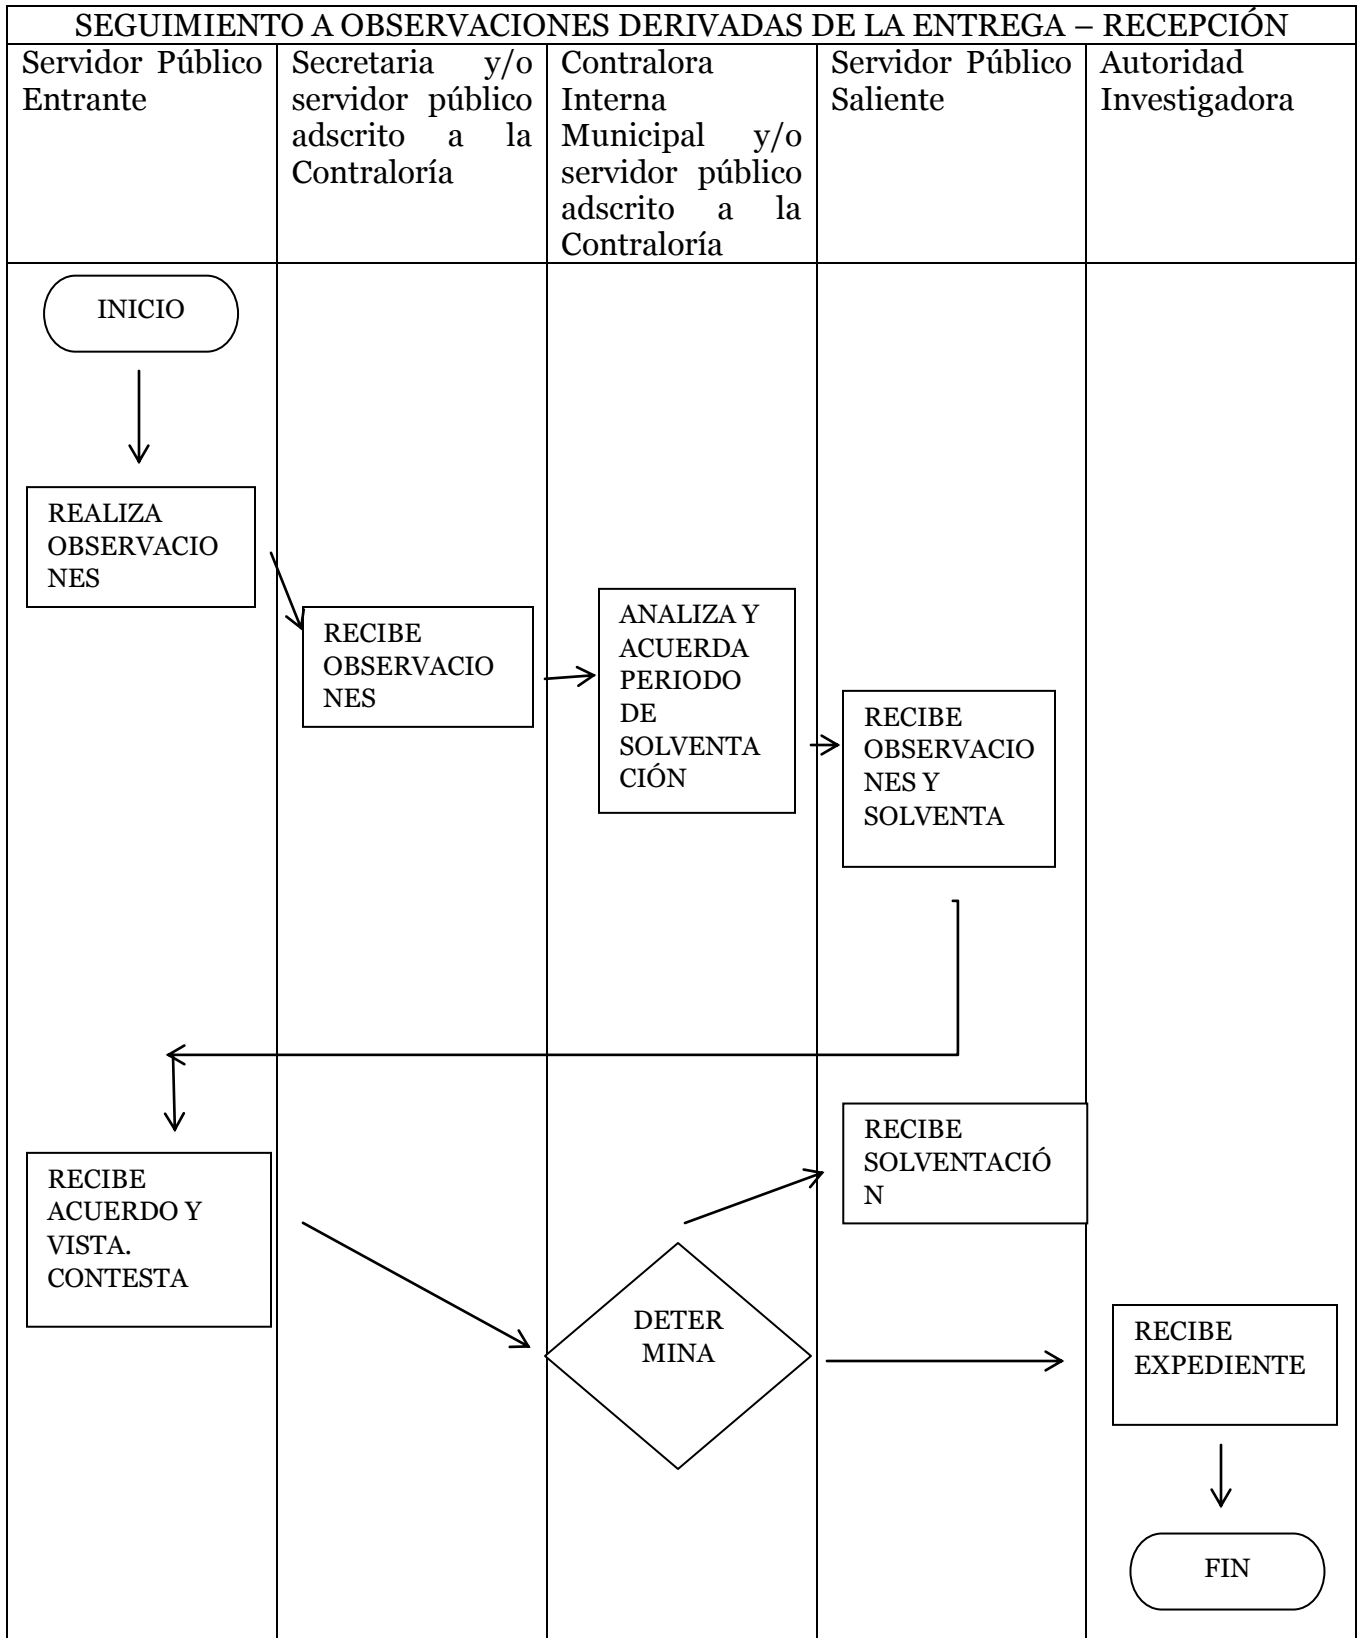 SEGUIMIENTO A OBSERVACIONES DERIVADAS DE LA ENTREGA – RECEPCIÓN
Servidor Público
Entrante
Secretaria y/o
servidor público
adscrito a la
Contraloría
Contralora
Interna
Municipal y/o
servidor público
adscrito a la
Contraloría
Servidor Público
Saliente
Autoridad
Investigadora
INICIO
REALIZA
OBSERVACIO
NES
RECIBE
OBSERVACIO
NES
ANALIZA Y
ACUERDA
PERIODO
DE
SOLVENTA
CIÓN
RECIBE
OBSERVACIO
NES Y
SOLVENTA
RECIBE
ACUERDO Y
VISTA.
CONTESTA
DETER
MINA
RECIBE
SOLVENTACIÓ
N
RECIBE
EXPEDIENTE
FIN